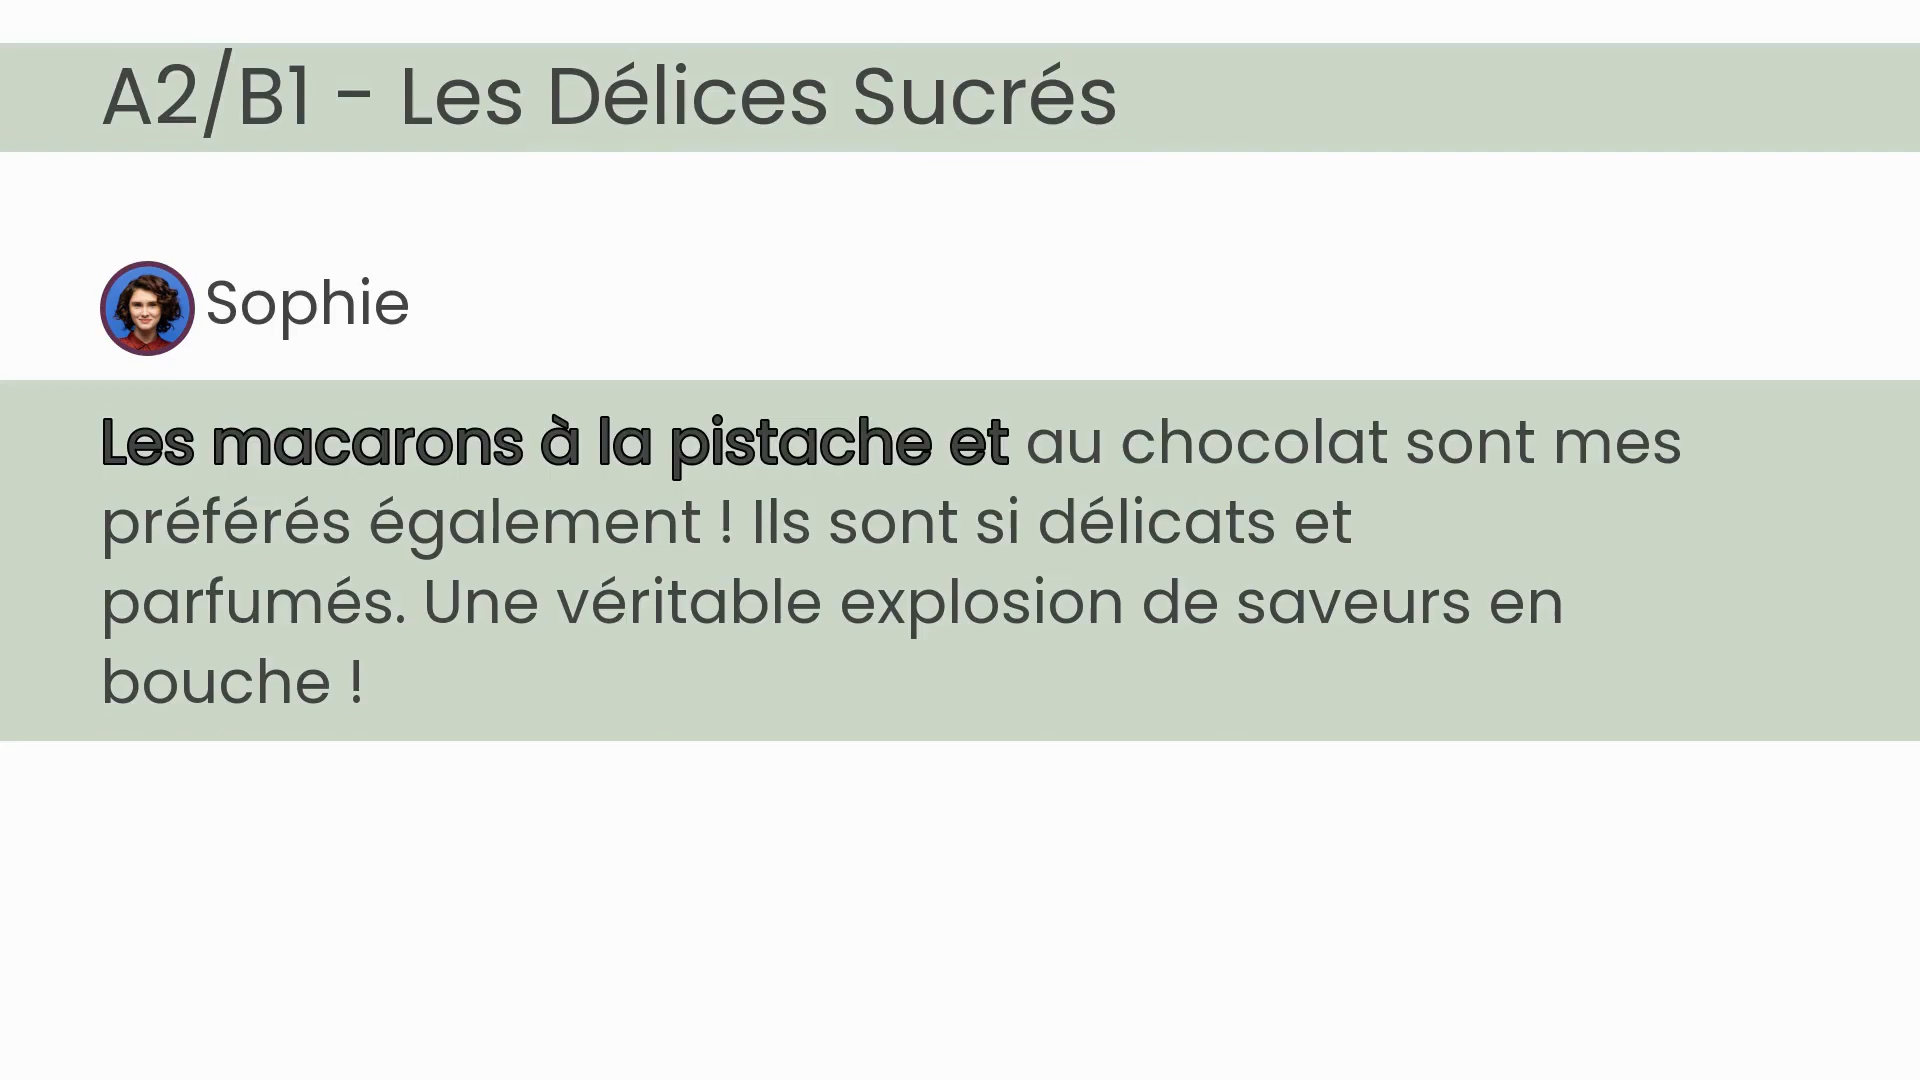 A2/B1 - Les Délices Sucrés
Sophie
Les macarons à la pistache et au chocolat sont mes
préférés également ! Ils sont si délicats et
parfumés. Une véritable explosion de saveurs en
bouche !